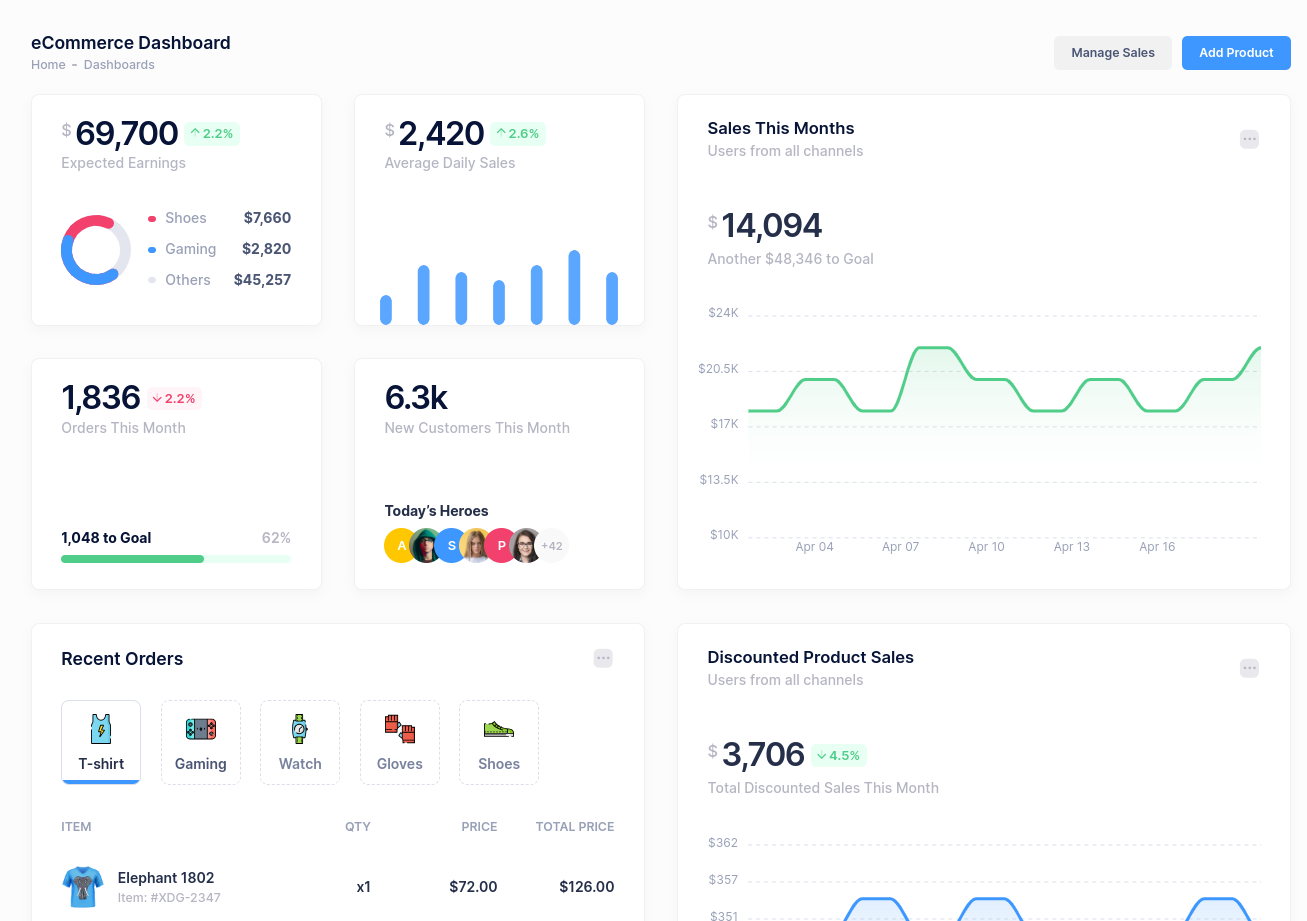 eCommerce Dashboard
Home - Dashboards
Manage Sales
Add Product
$ 69,700 2.2%
Expected Earnings
Shoes $7,660
Gaming $2,820
Others $45,257
$ 2,420 2.6%
Average Daily Sales
Sales This Months
Users from all channels
$ 14,094
Another $48,346 to Goal
$24K
$20.5K
$17K
$13.5K
$10K
Apr 04 Apr 07 Apr 10 Apr 13 Apr 16
1,836 2.2%
Orders This Month
1,048 to Goal 62%
6.3k
New Customers This Month
Today’s Heroes
A S P +42
Recent Orders
T-shirt Gaming Watch Gloves Shoes
ITEM QTY PRICE TOTAL PRICE
Elephant 1802 x1 $72.00 $126.00
Item: #XDG-2347
Discounted Product Sales
Users from all channels
$ 3,706 4.5%
Total Discounted Sales This Month
$362
$357
$351